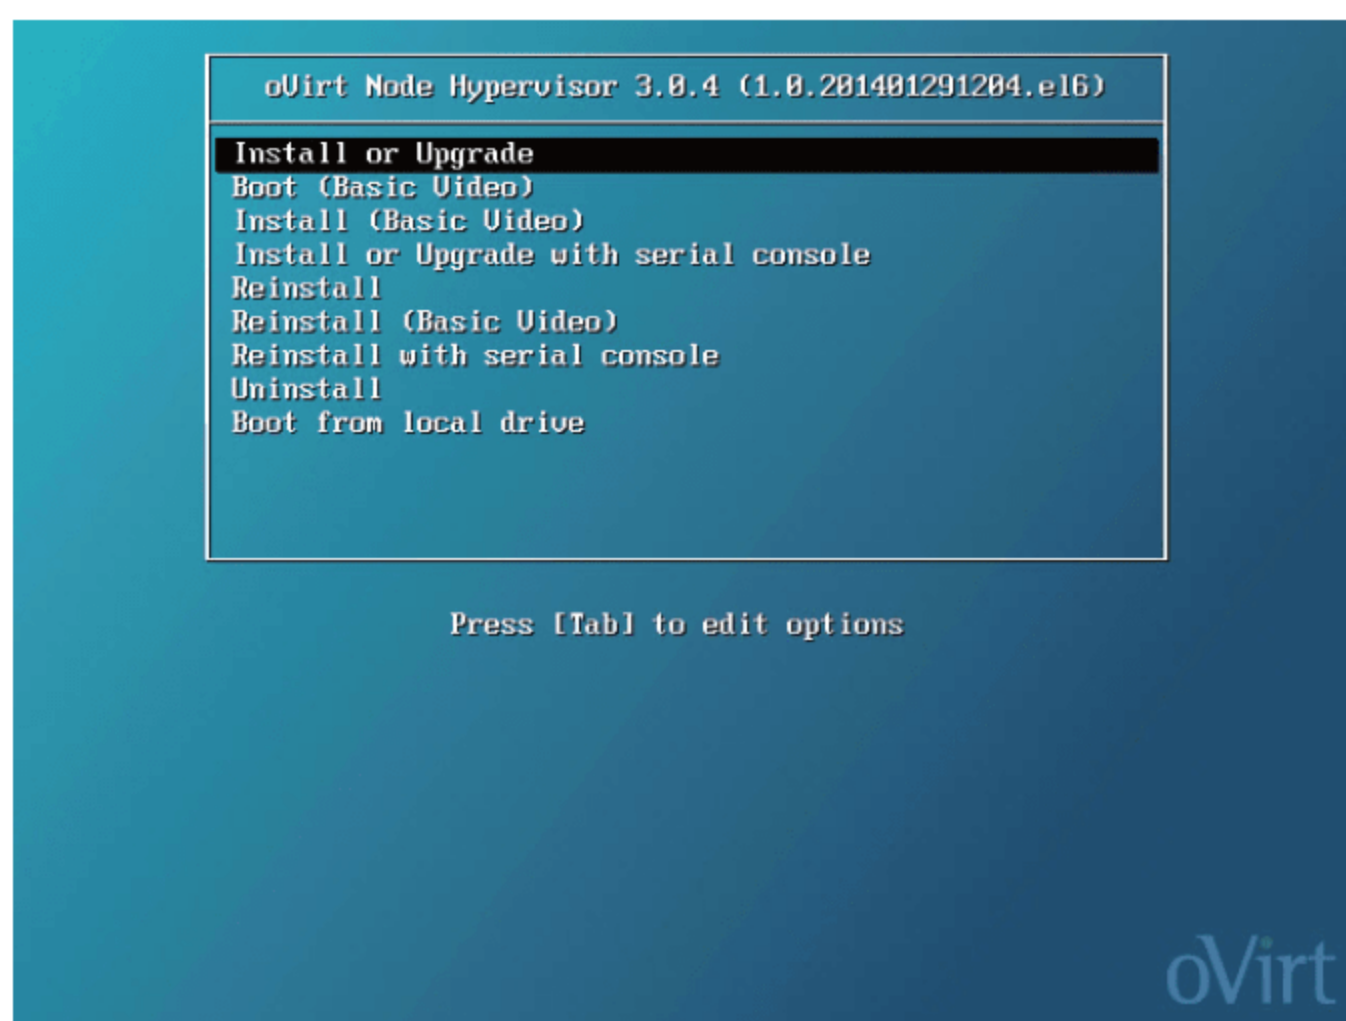 oVirt Node Hypervisor 3.0.4 (1.0.201401291204.el6)
Install or Upgrade
Boot (Basic Video)
Install (Basic Video)
Install or Upgrade with serial console
Reinstall
Reinstall (Basic Video)
Reinstall with serial console
Uninstall
Boot from local drive
Press [Tab] to edit options
oVirt